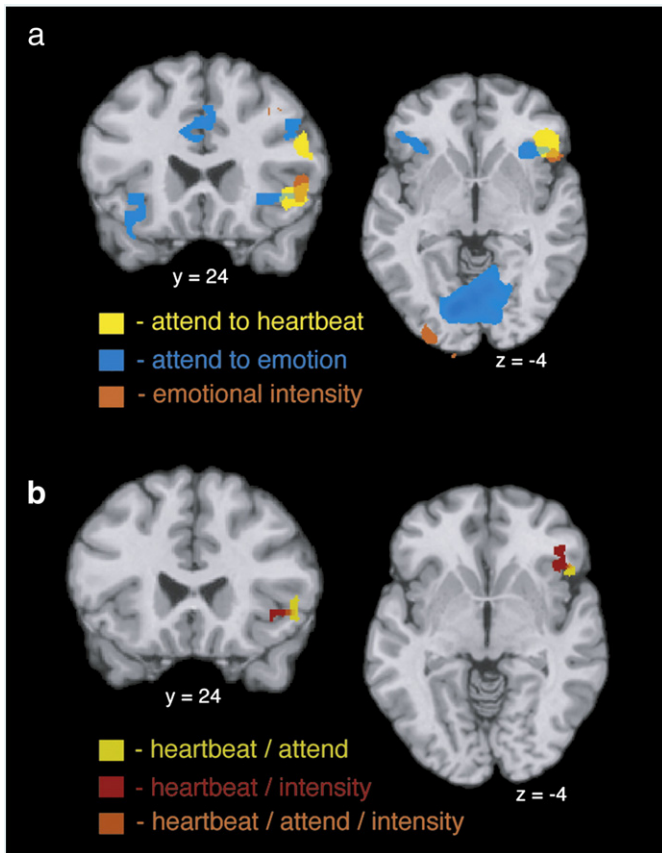 a
y = 24
z = -4
- attend to heartbeat
- attend to emotion
- emotional intensity
b
y = 24
z = -4
- heartbeat / attend
- heartbeat / intensity
- heartbeat / attend / intensity